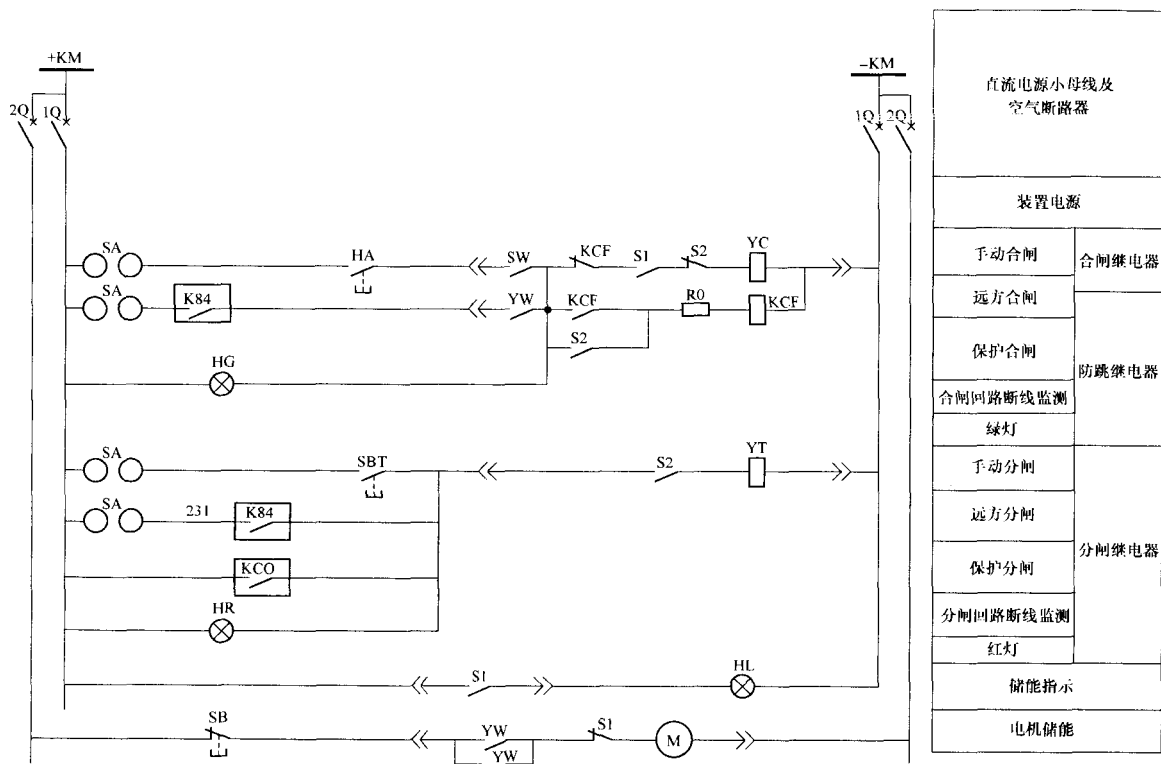 +KM
-KM
2Q
1Q
1Q
2Q
SA
HA
SW
KCF
S1
S2
YC
SA
K84
YW
KCF
R0
KCF
S2
HG
SA
SBT
S2
YT
SA
231
K84
KCO
HR
S1
HL
SB
YW
YW
S1
M
直流电源小母线及
空气断路器
装置电源
手动合闸
合闸继电器
远方合闸
保护合闸
防跳继电器
合闸回路断线监测
绿灯
手动分闸
远方分闸
分闸继电器
保护分闸
分闸回路断线监测
红灯
储能指示
电机储能